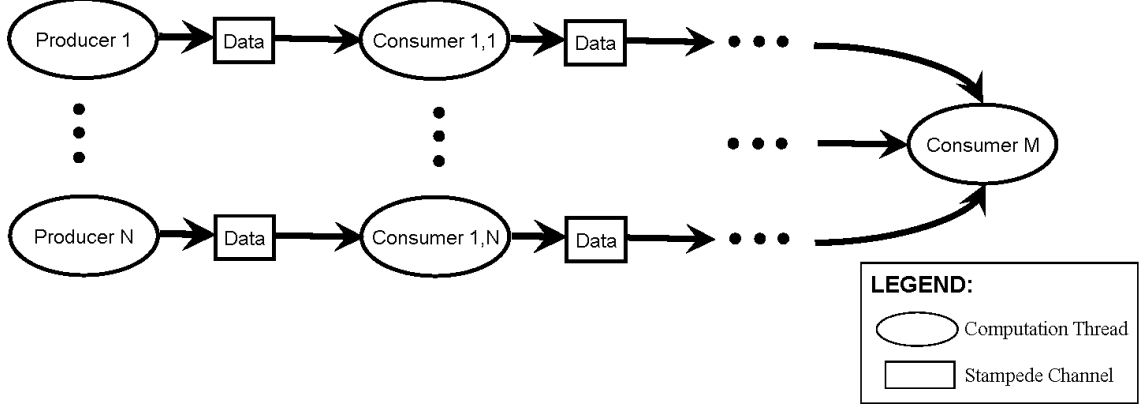 Producer 1 Data Consumer 1,1 Data
Consumer M
Producer N Data Consumer 1,N Data
LEGEND:
Computation Thread
Stampede Channel